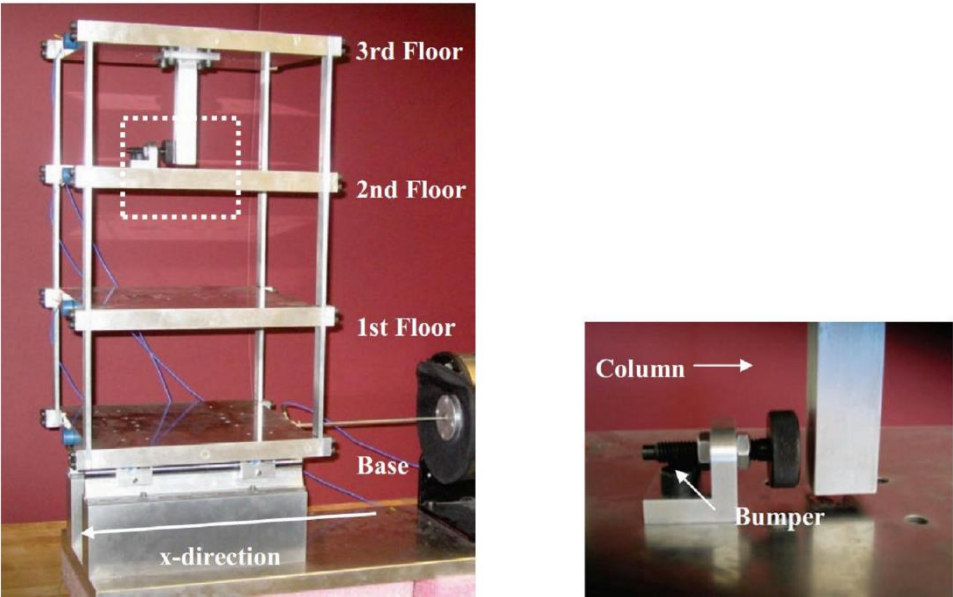 3rd Floor
2nd Floor
1st Floor
Base
x-direction
Column
Bumper